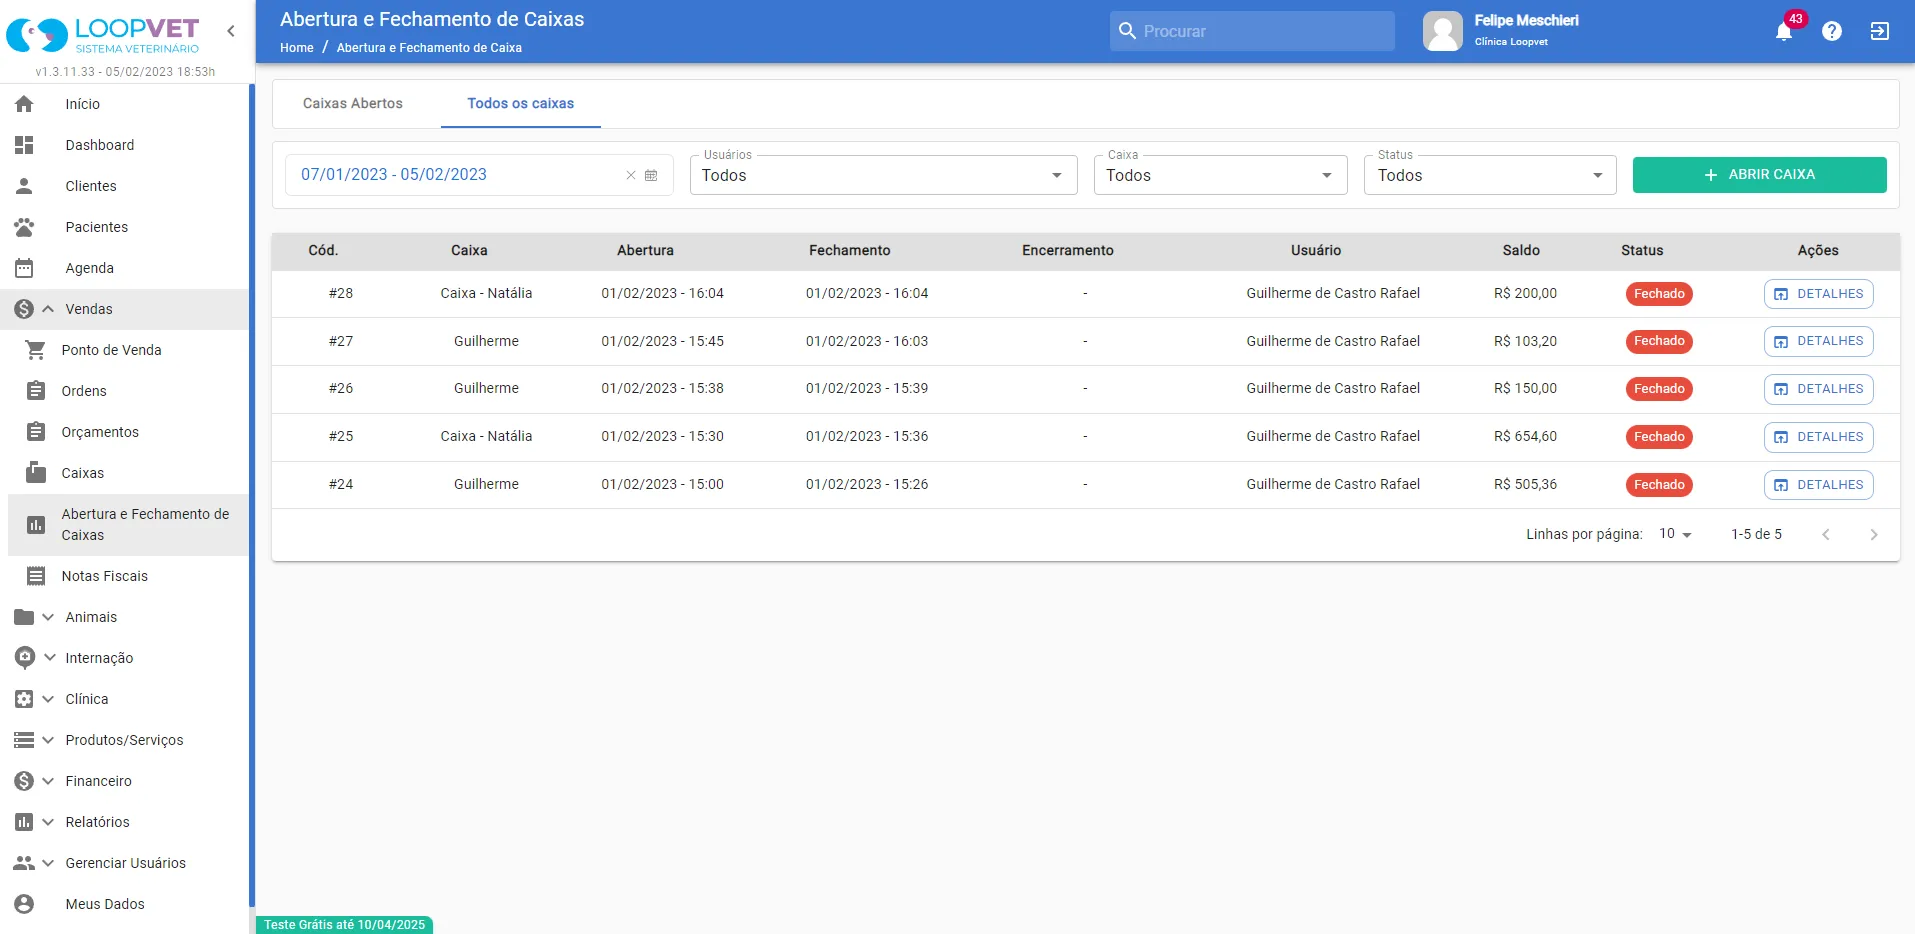 LOOPVET
SISTEMA VETERINÁRIO
v1.3.11.33 - 05/02/2023 18:53h
Início
Dashboard
Clientes
Pacientes
Agenda
Vendas
Ponto de Venda
Ordens
Orçamentos
Caixas
Abertura e Fechamento de
Caixas
Notas Fiscais
Animais
Internação
Clínica
Produtos/Serviços
Financeiro
Relatórios
Gerenciar Usuários
Meus Dados
Abertura e Fechamento de Caixas
Home / Abertura e Fechamento de Caixa
Procurar
Felipe Meschieri
Clínica Loopvet
43
Caixas Abertos Todos os caixas
07/01/2023 - 05/02/2023
Usuários
Todos
Caixa
Todos
Status
Todos
+ ABRIR CAIXA
Cód. Caixa Abertura Fechamento Encerramento Usuário Saldo Status Ações
#28 Caixa - Natália 01/02/2023 - 16:04 01/02/2023 - 16:04 - Guilherme de Castro Rafael R$ 200,00 Fechado DETALHES
#27 Guilherme 01/02/2023 - 15:45 01/02/2023 - 16:03 - Guilherme de Castro Rafael R$ 103,20 Fechado DETALHES
#26 Guilherme 01/02/2023 - 15:38 01/02/2023 - 15:39 - Guilherme de Castro Rafael R$ 150,00 Fechado DETALHES
#25 Caixa - Natália 01/02/2023 - 15:30 01/02/2023 - 15:36 - Guilherme de Castro Rafael R$ 654,60 Fechado DETALHES
#24 Guilherme 01/02/2023 - 15:00 01/02/2023 - 15:26 - Guilherme de Castro Rafael R$ 505,36 Fechado DETALHES
Linhas por página: 10 1-5 de 5
Teste Grátis até 10/04/2025